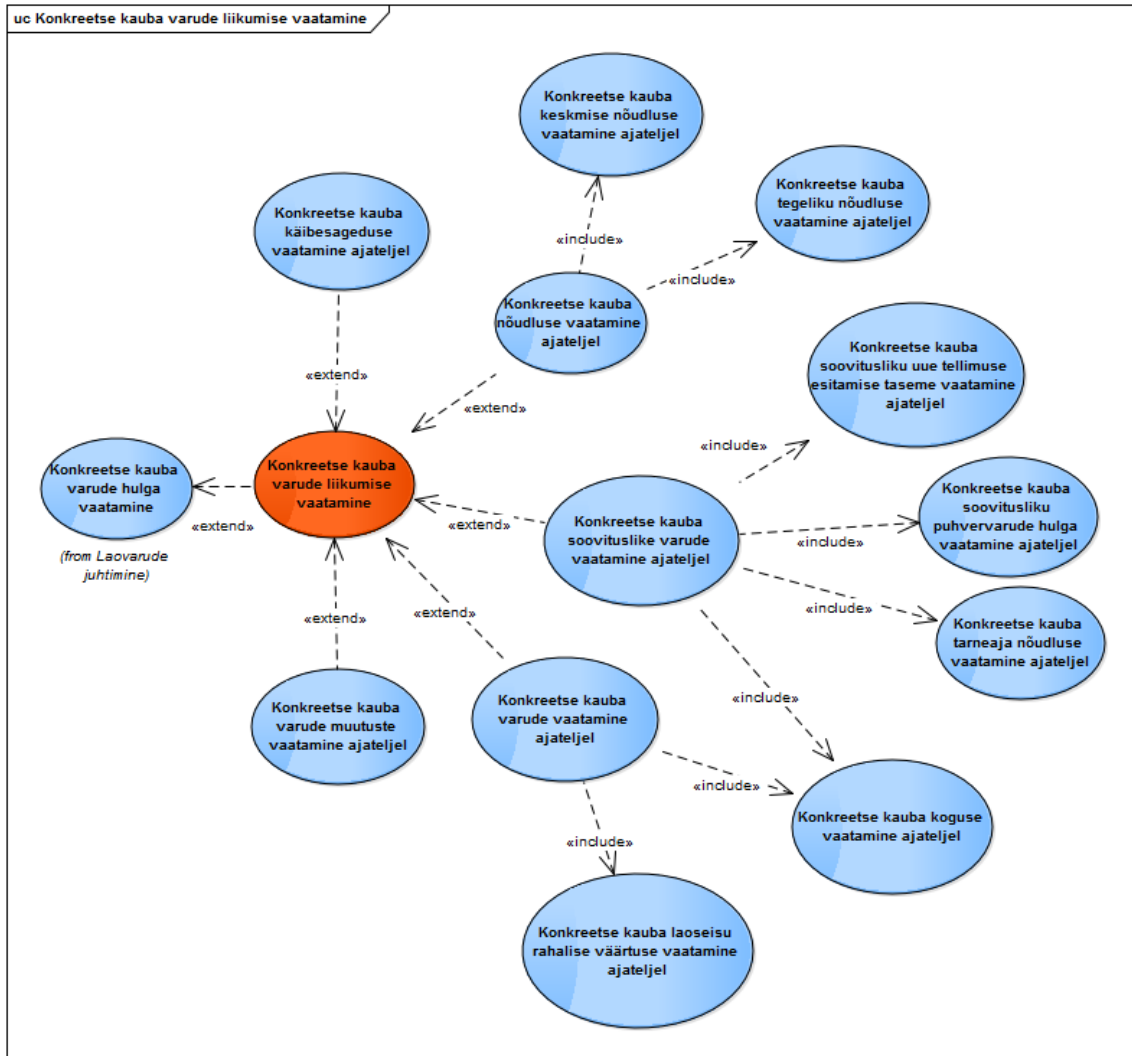 uc Konkreetse kauba varude liikumise vaatamine
Konkreetse kauba
keskmise nõudluse
vaatamine ajateljel
Konkreetse kauba
tegeliku nõudluse
vaatamine ajateljel
Konkreetse kauba
käibesageduse
vaatamine ajateljel
«include»
«include»
Konkreetse kauba
nõudluse vaatamine
ajateljel
Konkreetse kauba
soovitusliku uue tellimuse
esitamise taseme vaatamine
ajateljel
«extend»
«extend»
«include»
Konkreetse kauba
varude hulga
vaatamine
(from Laovarude
juhtimine)
«extend»
Konkreetse kauba
varude liikumise
vaatamine
«extend»
Konkreetse kauba
soovituslike varude
vaatamine ajateljel
«include»
Konkreetse kauba
soovitusliku
puhvervarude hulga
vaatamine ajateljel
«include»
Konkreetse kauba
tarneaja nõudluse
vaatamine ajateljel
«extend»
«extend»
«include»
Konkreetse kauba
varude muutuste
vaatamine ajateljel
Konkreetse kauba
varude vaatamine
ajateljel
«include»
Konkreetse kauba koguse
vaatamine ajateljel
«include»
Konkreetse kauba laoseisu
rahalise väärtuse vaatamine
ajateljel